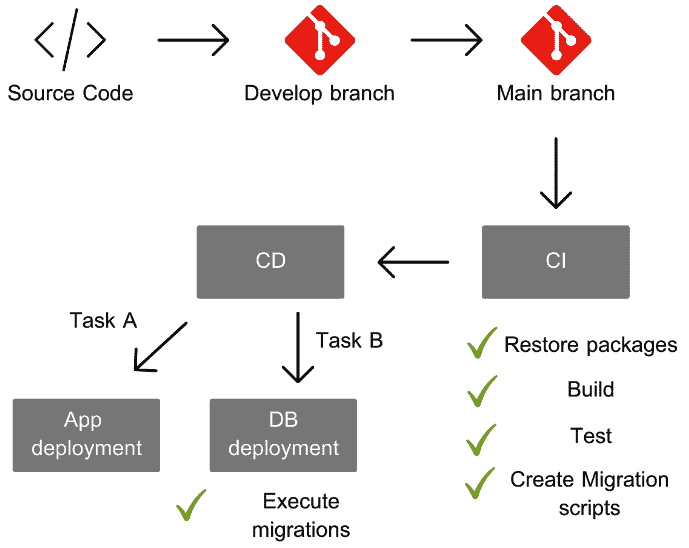 </>
Source Code
Develop branch
Main branch
CD
CI
Task A
Task B
Restore packages
Build
Test
Create Migration
scripts
App
deployment
DB
deployment
Execute
migrations